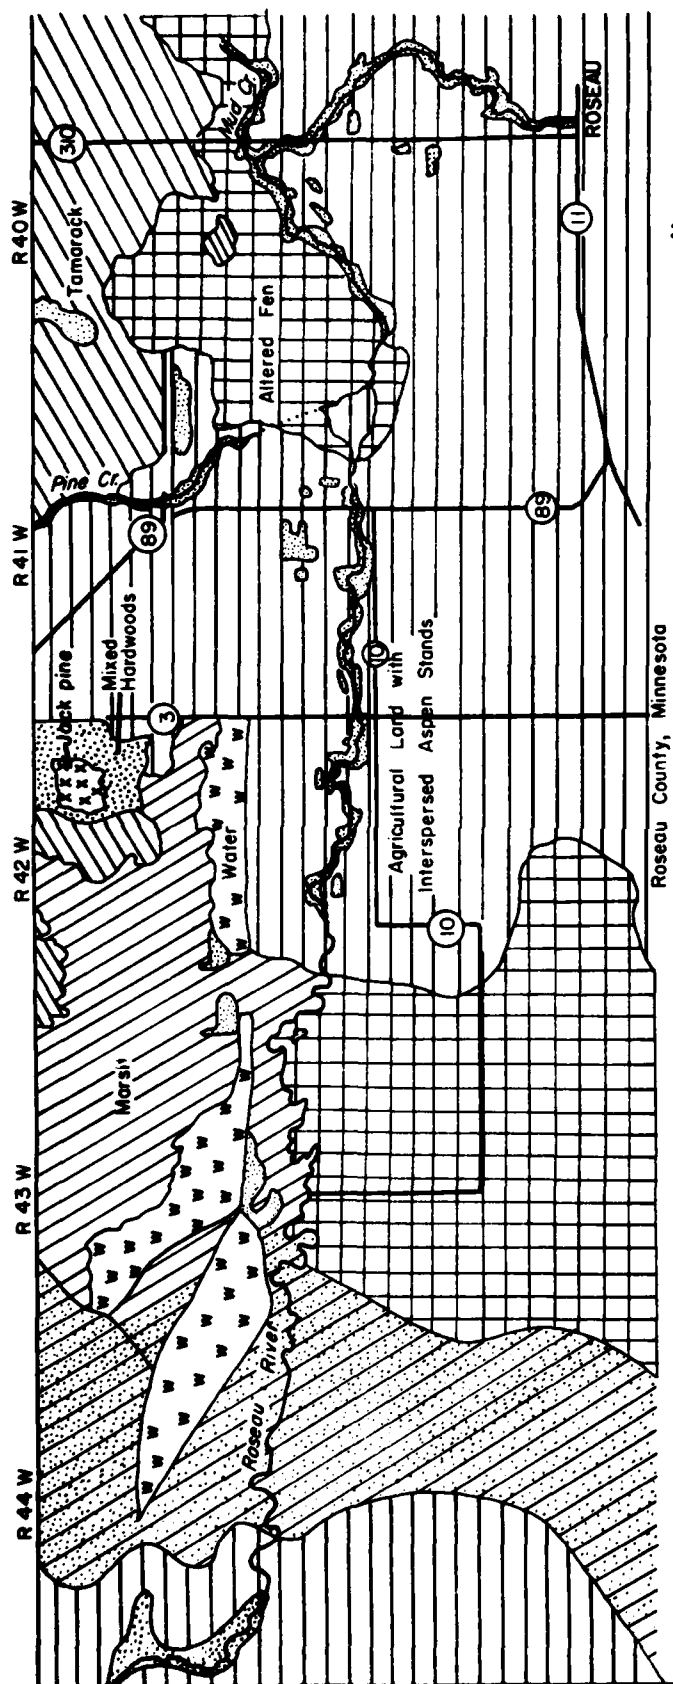 R 44 W
R 43 W
R 42 W
R 41 W
R 40 W
310
Tamarack
Pine Cr.
89
Jack pine
Mixed
Hardwoods
3
Marsh
Water
Mud Cr.
Altered Fen
Roseau River
10
Agricultural Land with
Interspersed Aspen Stands
10
89
11
ROSEAU
Roseau County, Minnesota